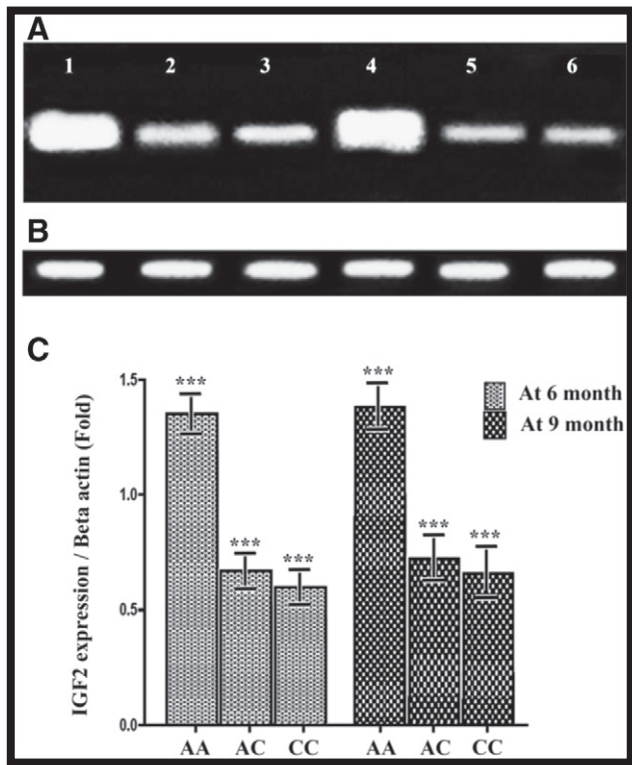 A
1 2 3 4 5 6
B
C
IGF2 expression / Beta actin (Fold)
1.5
1.0
0.5
0.0
*** *** *** *** *** ***
At 6 month
At 9 month
AA AC CC AA AC CC